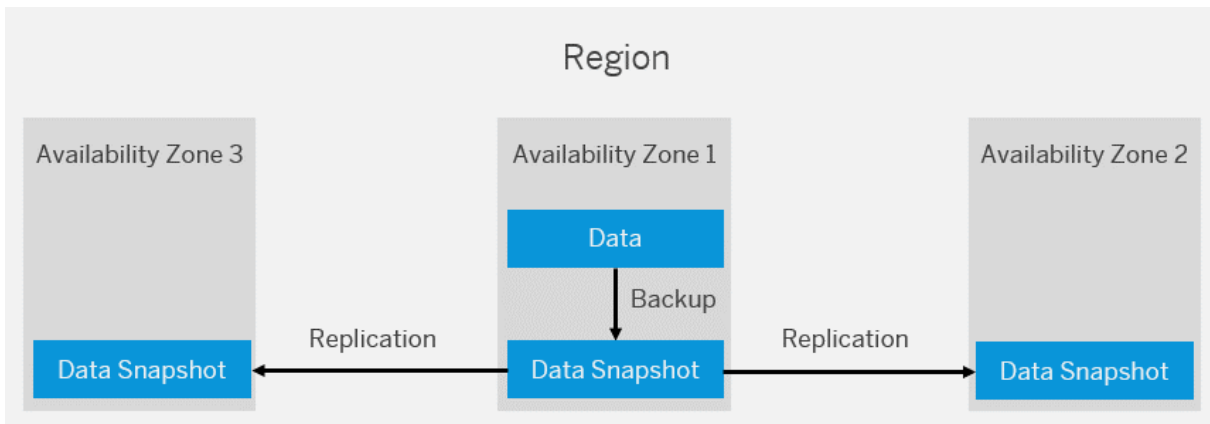 Region
Availability Zone 3
Availability Zone 1
Availability Zone 2
Data
Backup
Replication
Replication
Data Snapshot
Data Snapshot
Data Snapshot